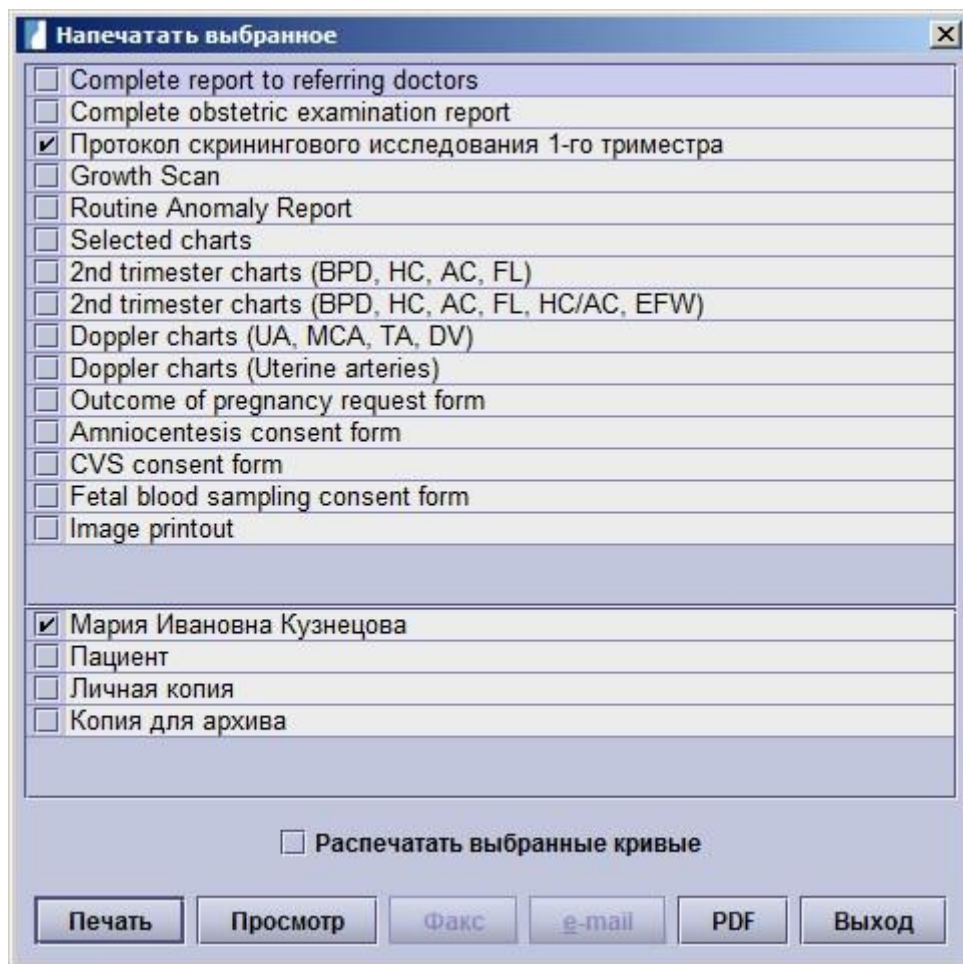 Напечатать выбранное
Complete report to referring doctors
Complete obstetric examination report
Протокол скринингового исследования 1-го триместра
Growth Scan
Routine Anomaly Report
Selected charts
2nd trimester charts (BPD, HC, AC, FL)
2nd trimester charts (BPD, HC, AC, FL, HC/AC, EFW)
Doppler charts (UA, MCA, TA, DV)
Doppler charts (Uterine arteries)
Outcome of pregnancy request form
Amniocentesis consent form
CVS consent form
Fetal blood sampling consent form
Image printout
Мария Ивановна Кузнецова
Пациент
Личная копия
Копия для архива
Распечатать выбранные кривые
Печать Просмотр Факс e-mail PDF Выход